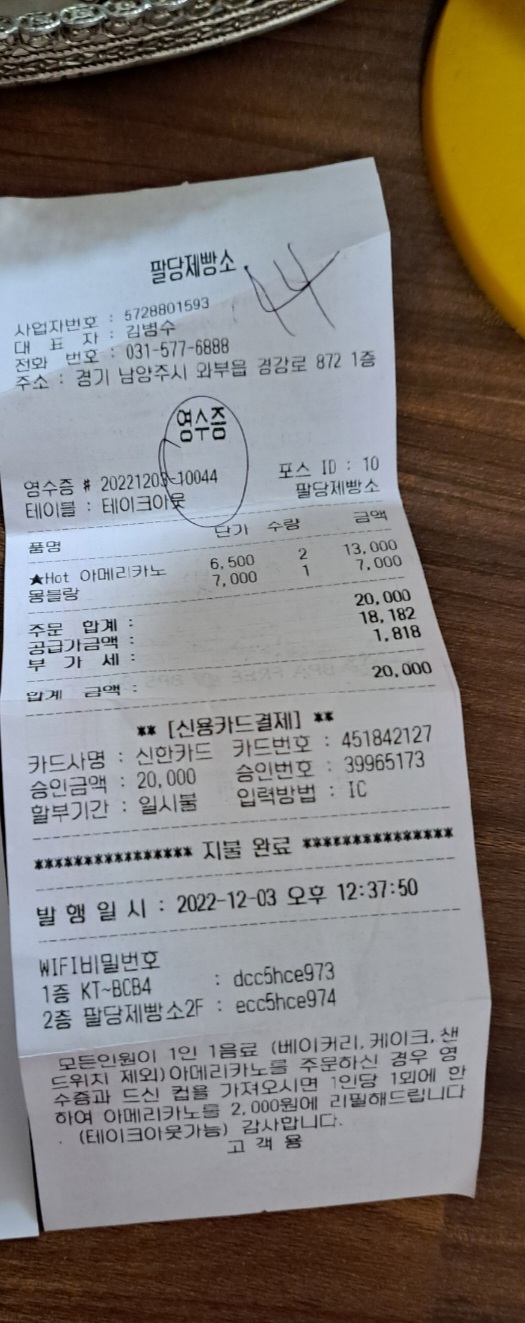 팔당제빵소
44
사업자번호 : 5728801593
대 표 자 : 김병수
전화 번호 : 031-577-6888
주소 : 경기 남양주시 와부읍 경강로 872 1층
영수증
영수증 # 20221203-10044 포스 ID : 10
테이블 : 테이크아웃 팔당제빵소
품명 단가 수량 금액
★Hot 아메리카노 6,500 2 13,000
몽블랑 7,000 1 7,000
주문 합계 : 20,000
공급가금액 : 18,182
부 가 세 : 1,818
합계 금액 : 20,000
** [신용카드결제] **
카드사명 : 신한카드 카드번호 : 451842127
승인금액 : 20,000 승인번호 : 39965173
할부기간 : 일시불 입력방법 : IC
**************** 지불 완료 ****************
발 행 일 시 : 2022-12-03 오후 12:37:50
WIFI비밀번호
1층 KT~BCB4 : dcc5hce973
2층 팔당제빵소2F : ecc5hce974
모든인원이 1인 1음료 (베이커리,케이크,샌
드위치 제외)아메리카노를 주문하신 경우 영
수증과 드신 컵을 가져오시면 1인당 1회에 한
하여 아메리카노를 2,000원에 리필해드립니다
. (테이크아웃가능) 감사합니다.
고 객 용